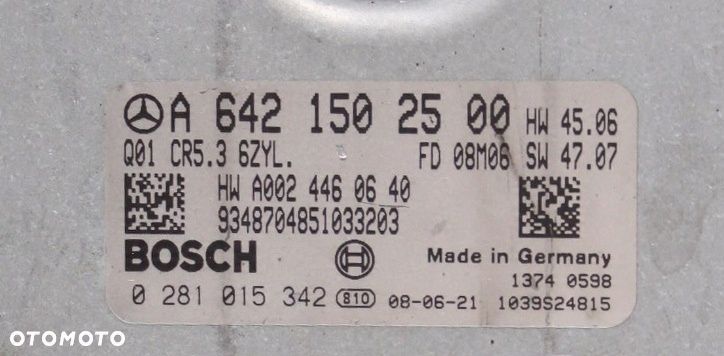 A 642 150 25 00 HW 45.06
Q01 CR5.3 6ZYL. FD 08M06 SW 47.07
HW A002 446 06 40
9348704851033203
BOSCH Made in Germany
1374 0598
0 281 015 342 810 08-06-21 1039S24815
OTOMOTO